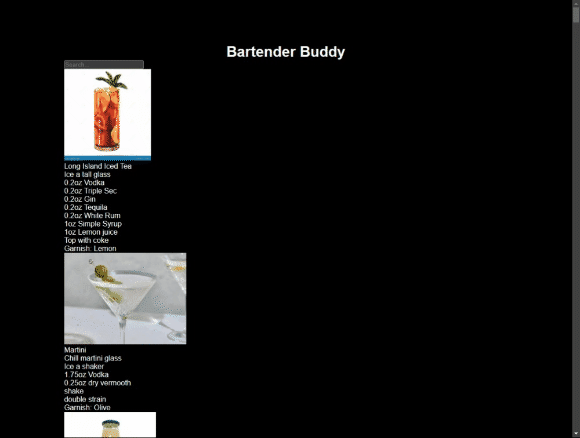 Bartender Buddy
Search...
Long Island Iced Tea
Ice a tall glass
0.2oz Vodka
0.2oz Triple Sec
0.2oz Gin
0.2oz Tequila
0.2oz White Rum
1oz Simple Syrup
1oz Lemon juice
Top with coke
Garnish: Lemon
Martini
Chill martini glass
Ice a shaker
1.75oz Vodka
0.25oz dry vermooth
shake
double strain
Garnish: Olive